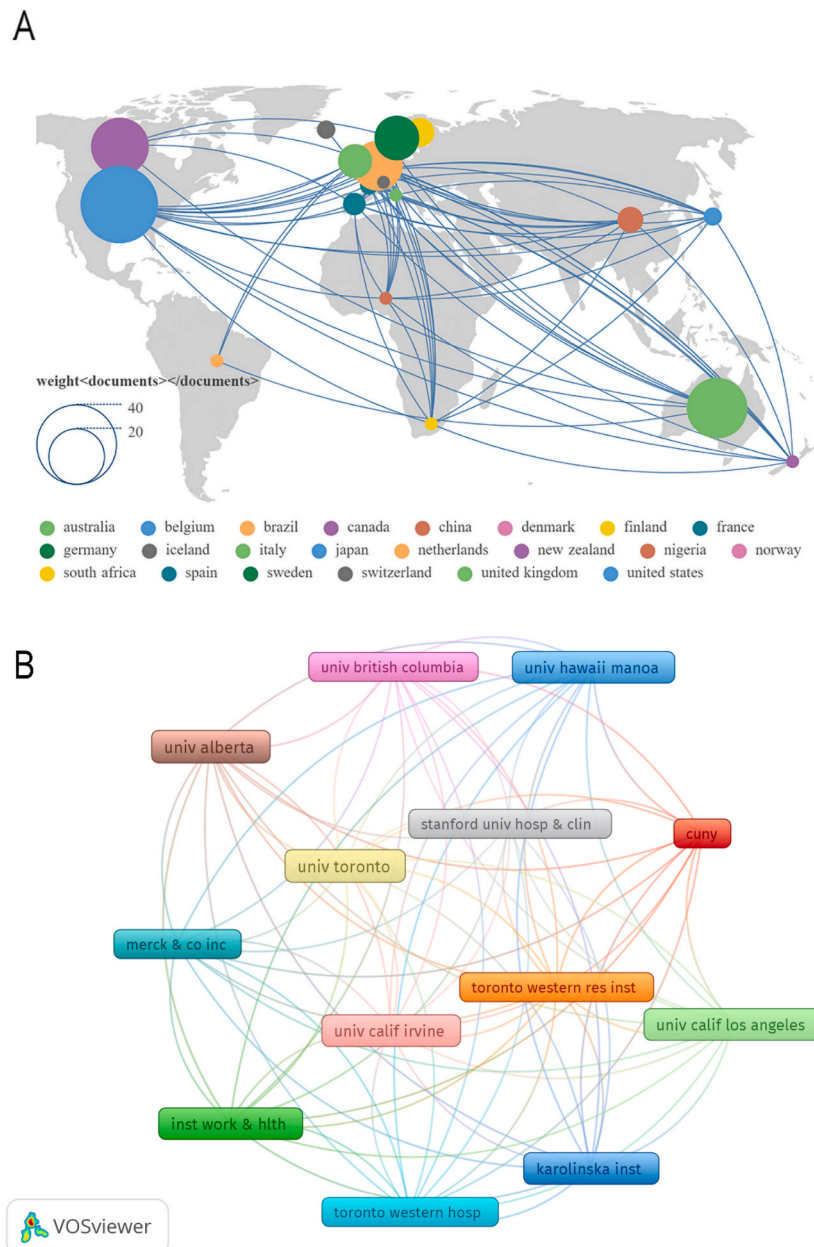 A
weight<documents></documents>
40
20
australia belgium brazil canada china denmark finland france
germany iceland italy japan netherlands new zealand nigeria norway
south africa spain sweden switzerland united kingdom united states
B
univ british columbia univ hawaii manoa
univ alberta
stanford univ hosp & clin cuny
univ toronto
merck & co inc
toronto western res inst
univ calif irvine univ calif los angeles
inst work & hlth
karolinska inst
toronto western hosp
VOSviewer